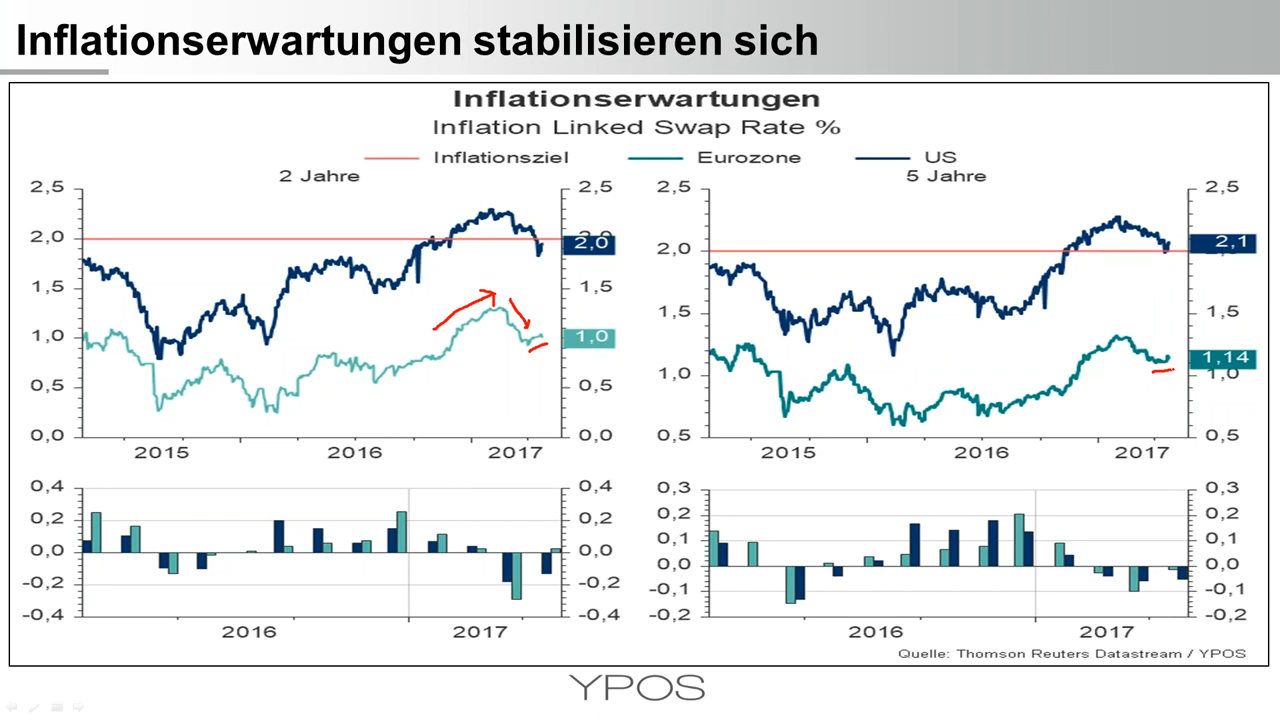 Inflationserwartungen stabilisieren sich
Inflationserwartungen
Inflation Linked Swap Rate %
Inflationsziel Eurozone US
2 Jahre 5 Jahre
2,5 2,5 2,5 2,5
2,0 2,0 2,0 2,1
2,0
1,5 1,5 1,5 1,5
1,0 1,0 1,0 1,14
1,0
0,5 0,5
0,0 0,0 0,5 0,5
2015 2016 2017 2015 2016 2017
0,4 0,4 0,3 0,3
0,2 0,2 0,2 0,2
0,1 0,1
0,0 0,0 0,0 0,0
-0,2 -0,2 -0,1 -0,1
-0,4 -0,4 -0,2 -0,2
2016 2017 2016 2017
Quelle: Thomson Reuters Datastream / YPOS
YPOS